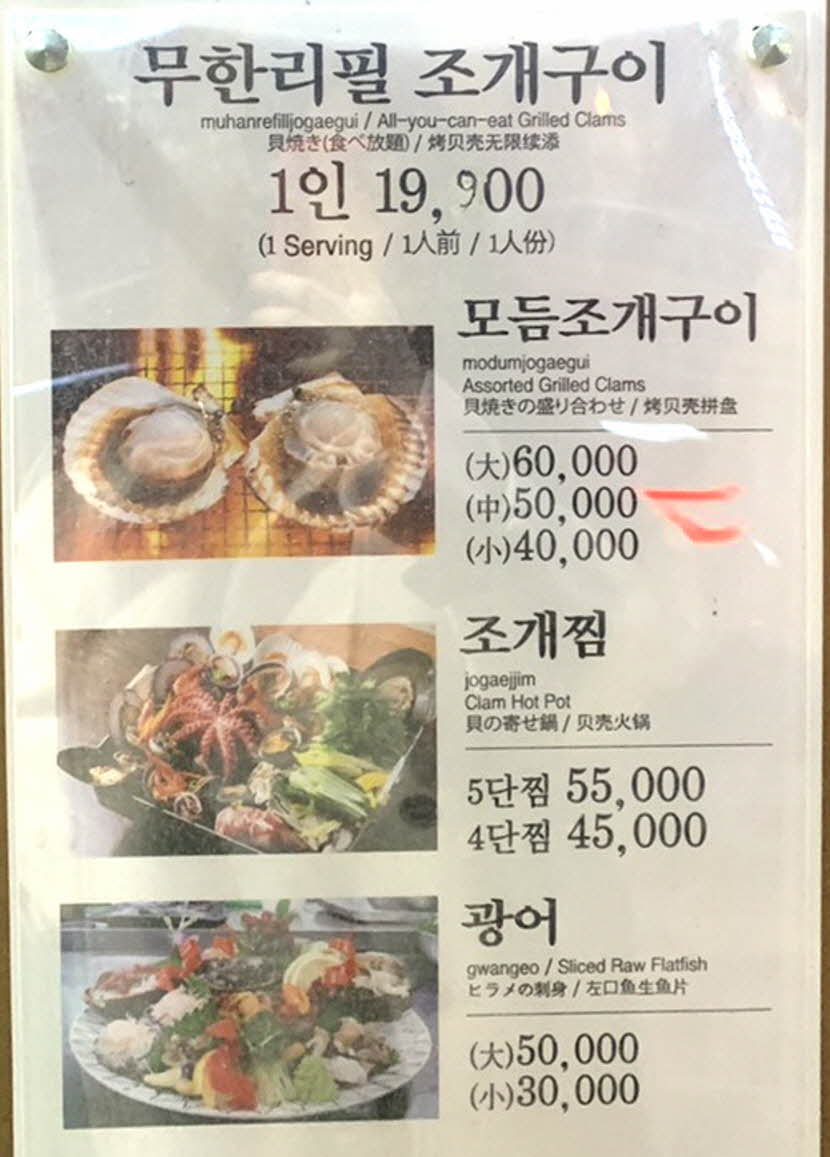 무한리필 조개구이
muhanrefilljogaegui / All-you-can-eat Grilled Clams
貝焼き(食べ放題) / 烤贝壳无限续添
1인 19,900
(1 Serving / 1人前 / 1人份)
모듬조개구이
modumjogaegui
Assorted Grilled Clams
貝焼きの盛り合わせ / 烤贝壳拼盘
(大)60,000
(中)50,000
(小)40,000
조개찜
jogaejjim
Clam Hot Pot
貝の寄せ鍋 / 贝壳火锅
5단찜 55,000
4단찜 45,000
광어
gwangeo / Sliced Raw Flatfish
ヒラメの刺身 / 左口鱼生鱼片
(大)50,000
(小)30,000